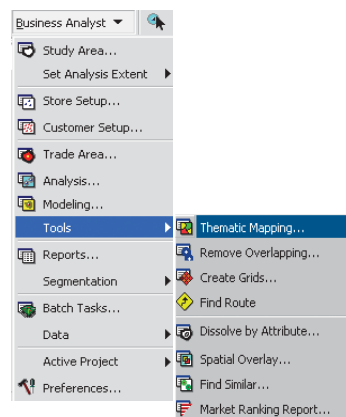 Business Analyst
Study Area...
Set Analysis Extent
Store Setup...
Customer Setup...
Trade Area...
Analysis...
Modeling...
Tools
Thematic Mapping...
Reports...
Remove Overlapping...
Segmentation
Create Grids...
Batch Tasks...
Find Route
Data
Dissolve by Attribute...
Active Project
Spatial Overlay...
Preferences...
Find Similar...
Market Ranking Report...